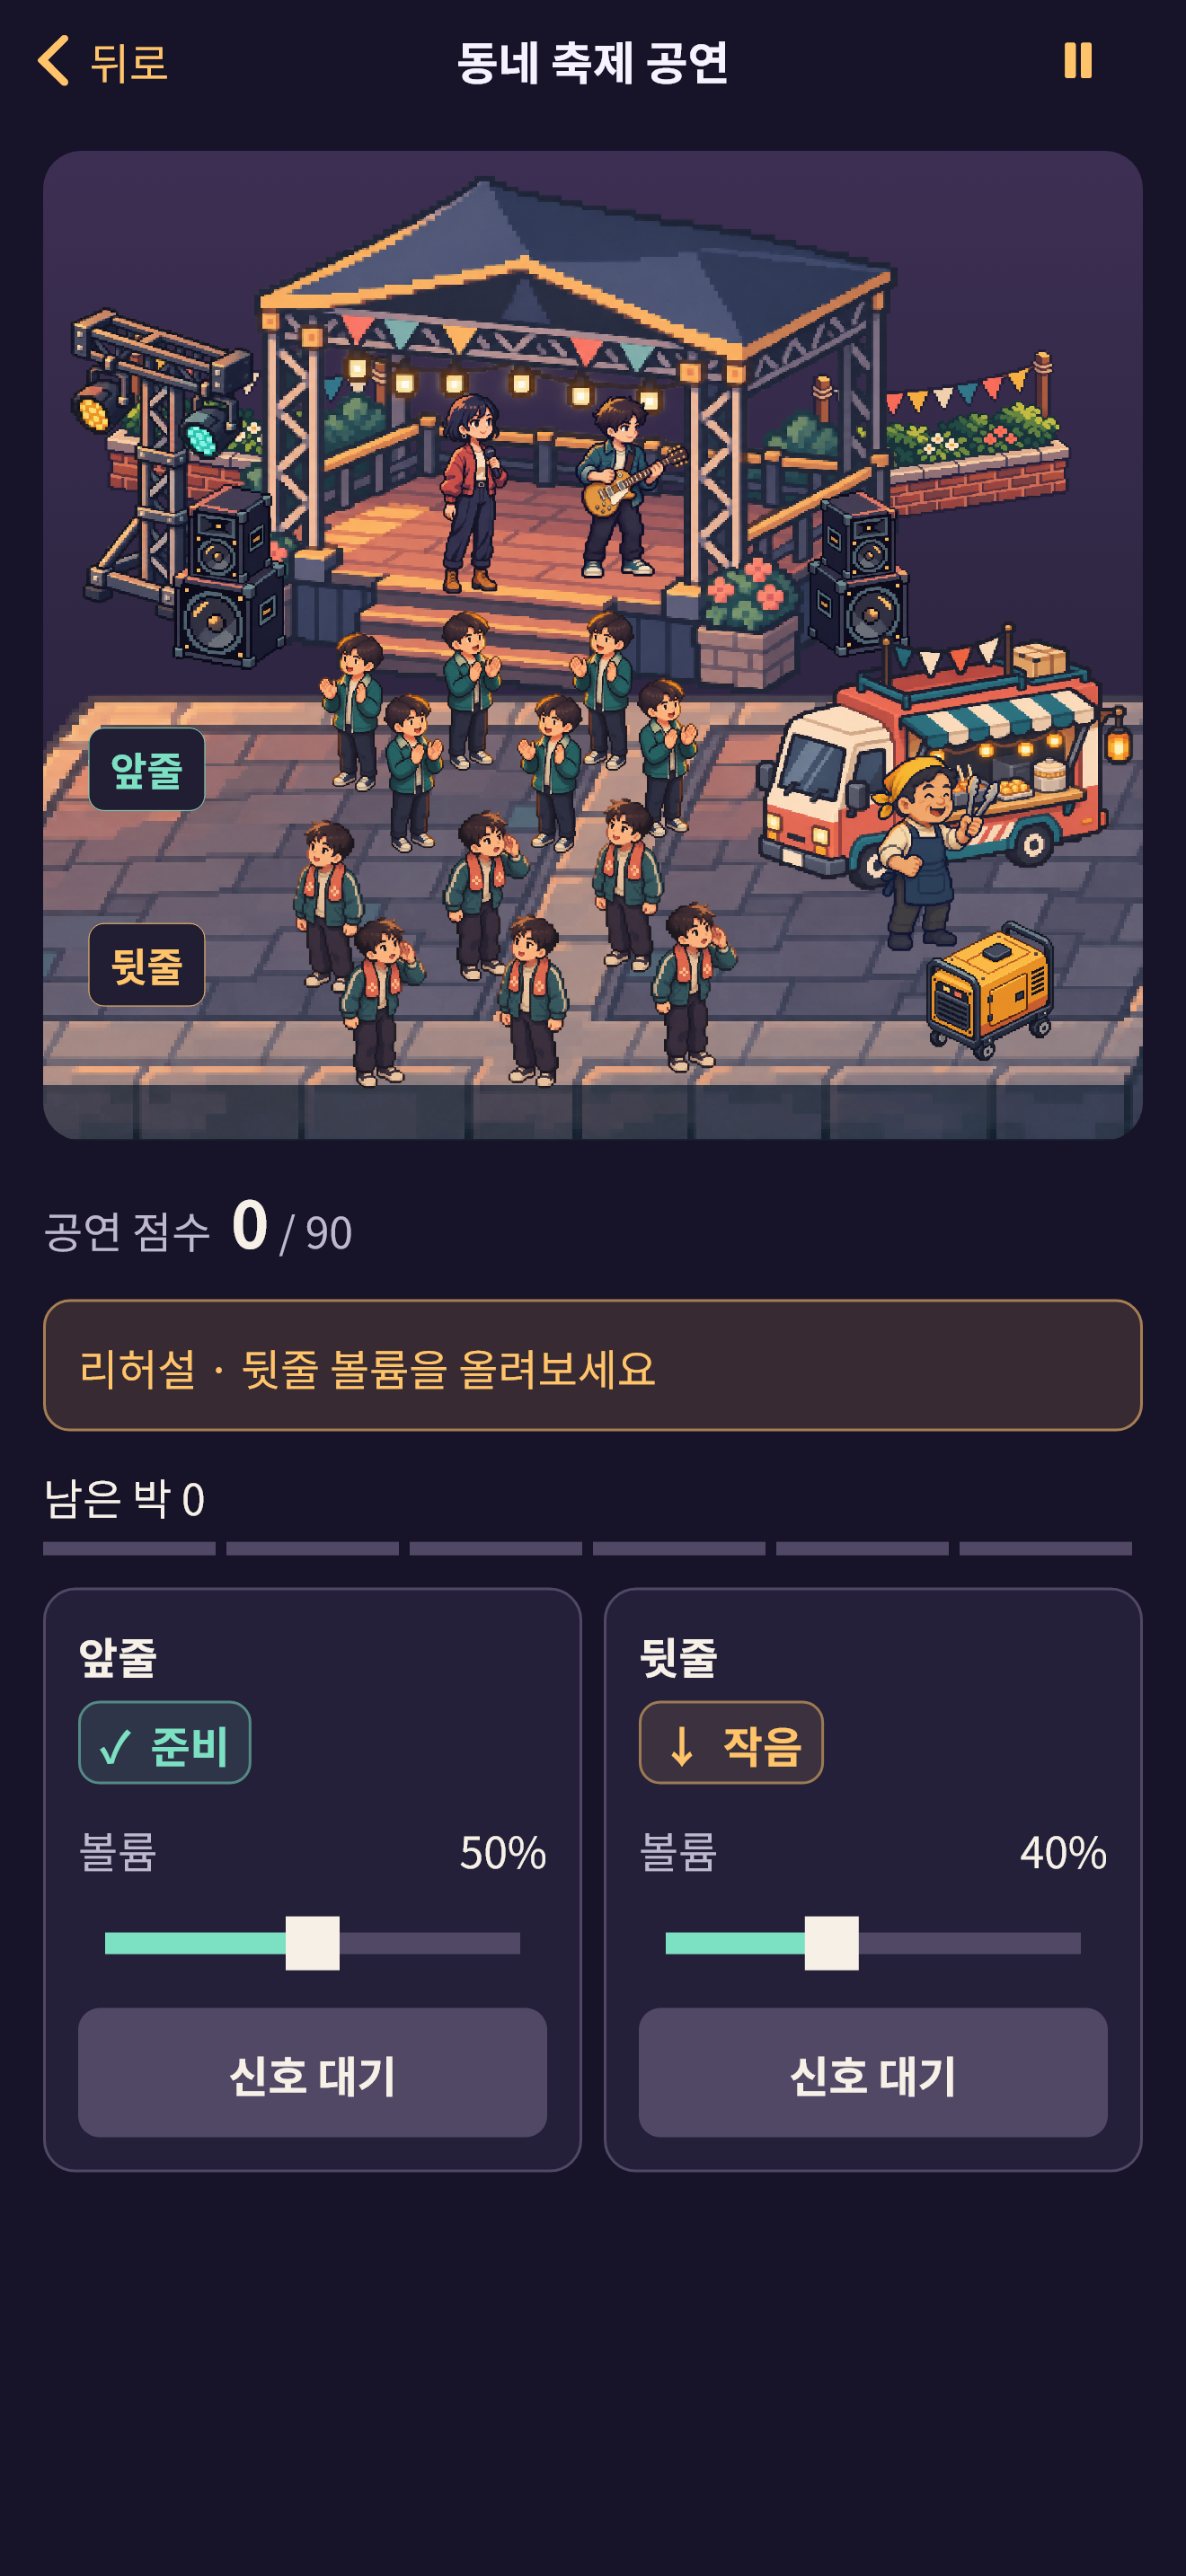 뒤로
동네 축제 공연
앞줄
뒷줄
공연 점수 0 / 90
리허설 · 뒷줄 볼륨을 올려보세요
남은 박 0
앞줄
✓ 준비
볼륨 50%
신호 대기
뒷줄
↓ 작음
볼륨 40%
신호 대기